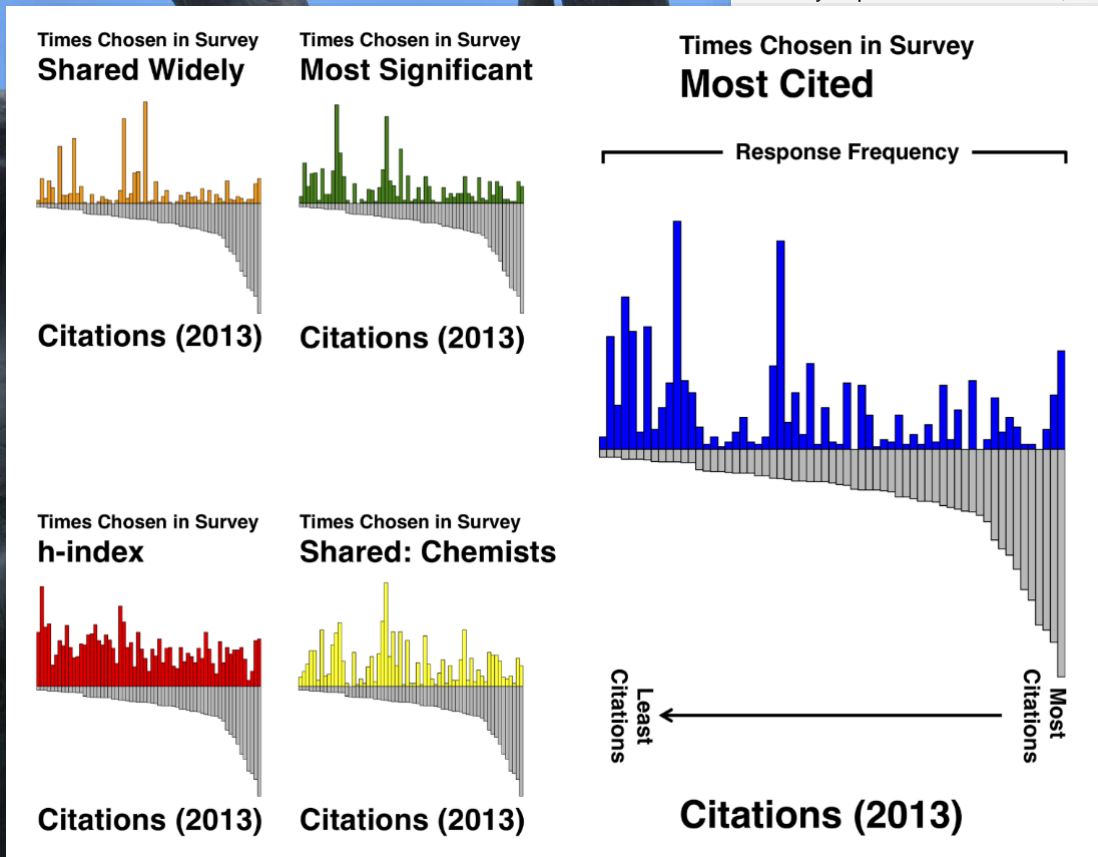 Times Chosen in Survey
Shared Widely
Citations (2013)
Times Chosen in Survey
Most Significant
Citations (2013)
Times Chosen in Survey
Most Cited
Response Frequency
Least
Citations
Most
Citations
Citations (2013)
Times Chosen in Survey
h-index
Citations (2013)
Times Chosen in Survey
Shared: Chemists
Citations (2013)